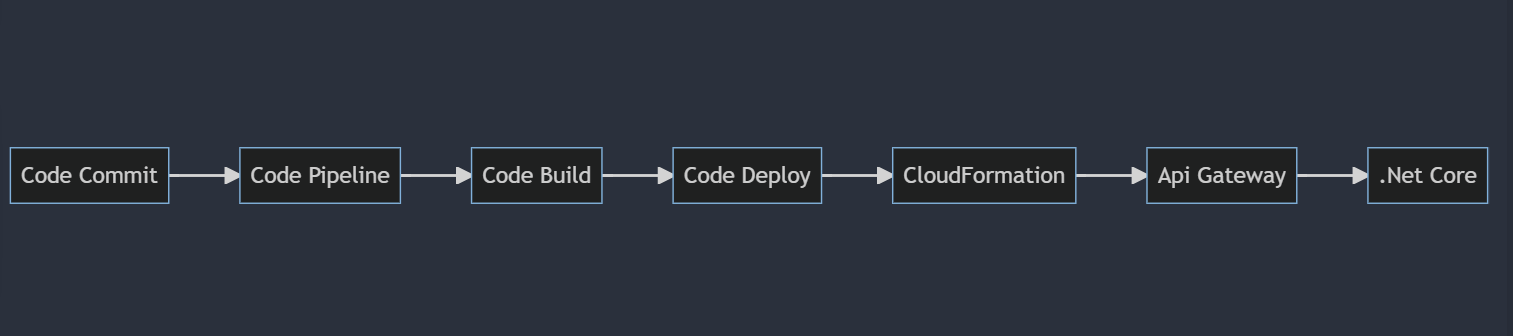 Code Commit
Code Pipeline
Code Build
Code Deploy
CloudFormation
Api Gateway
.Net Core